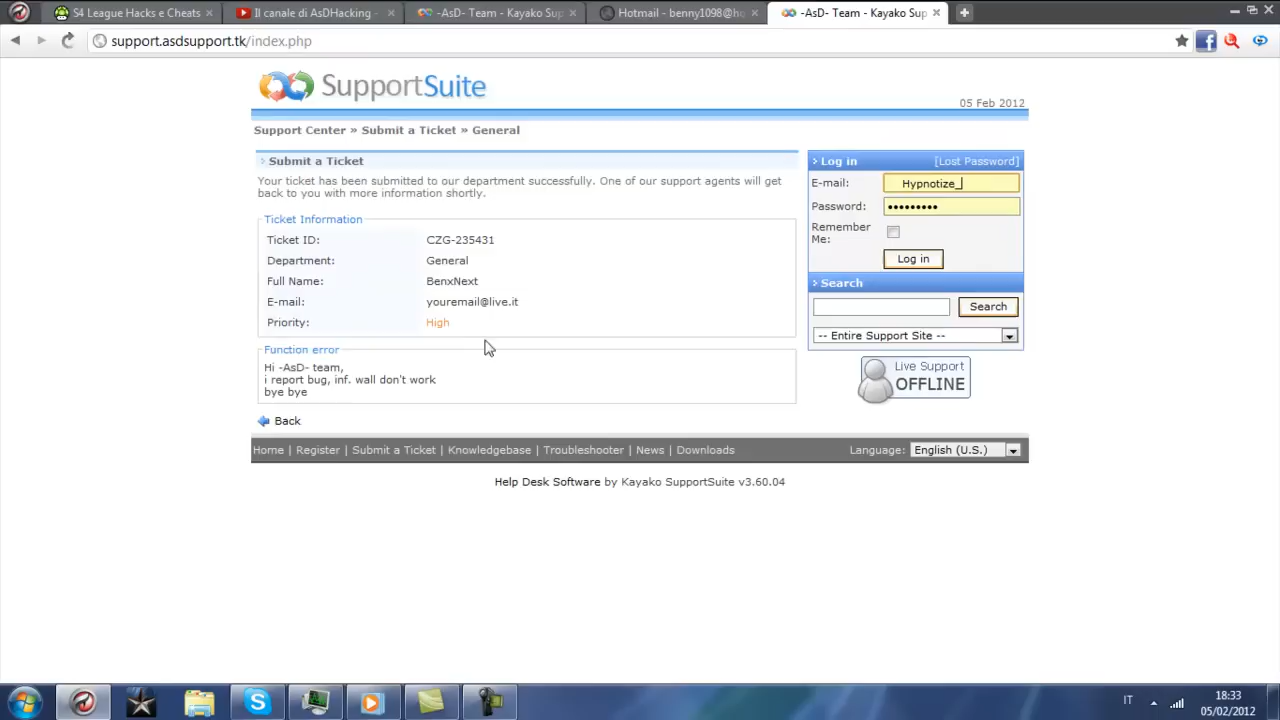 S4 League Hacks e Cheats
Il canale di AsDHacking -
-AsD- Team - Kayako Sup
Hotmail - benny1098@ho
-AsD- Team - Kayako Sup
support.asdsupport.tk/index.php
SupportSuite
05 Feb 2012
Support Center » Submit a Ticket » General
Submit a Ticket
Your ticket has been submitted to our department successfully. One of our support agents will get
back to you with more information shortly.
Ticket Information
Ticket ID: CZG-235431
Department: General
Full Name: BenxNext
E-mail: youremail@live.it
Priority: High
Function error
Hi -AsD- team,
i report bug, inf. wall don't work
bye bye
Back
Log in [Lost Password]
E-mail: Hypnotize_
Password: •••••••••
Remember
Me:
Log in
Search
Search
-- Entire Support Site --
Live Support
OFFLINE
Home | Register | Submit a Ticket | Knowledgebase | Troubleshooter | News | Downloads
Language: English (U.S.)
Help Desk Software by Kayako SupportSuite v3.60.04
IT
18:33
05/02/2012